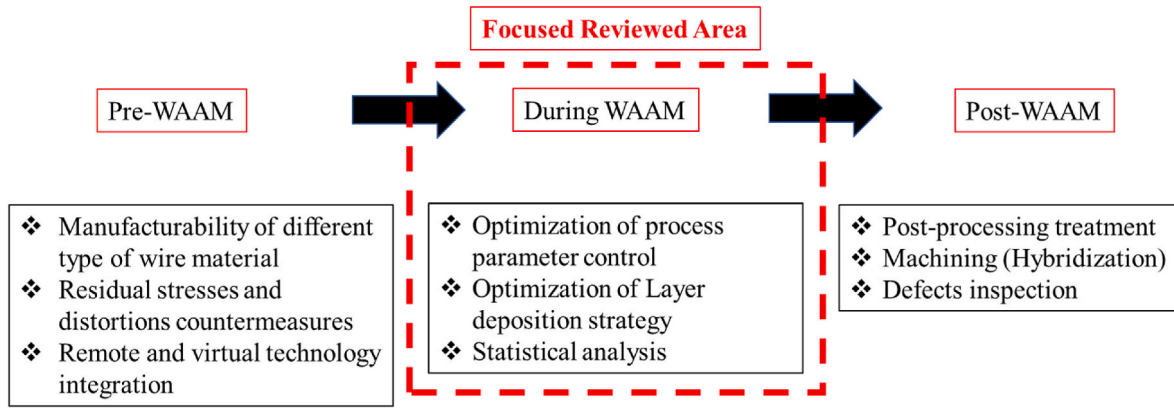 Focused Reviewed Area
Pre-WAAM
During WAAM
Post-WAAM
❖ Manufacturability of different
type of wire material
❖ Residual stresses and
distortions countermeasures
❖ Remote and virtual technology
integration
❖ Optimization of process
parameter control
❖ Optimization of Layer
deposition strategy
❖ Statistical analysis
❖ Post-processing treatment
❖ Machining (Hybridization)
❖ Defects inspection